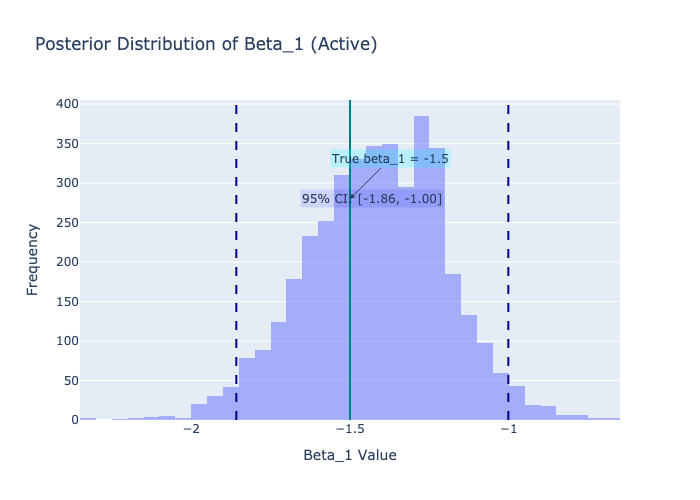 Posterior Distribution of Beta_1 (Active)
400
350
300
250
200
150
100
50
0
Frequency
True beta_1 = -1.5
95% CI: [-1.86, -1.00]
−2
−1.5
−1
Beta_1 Value